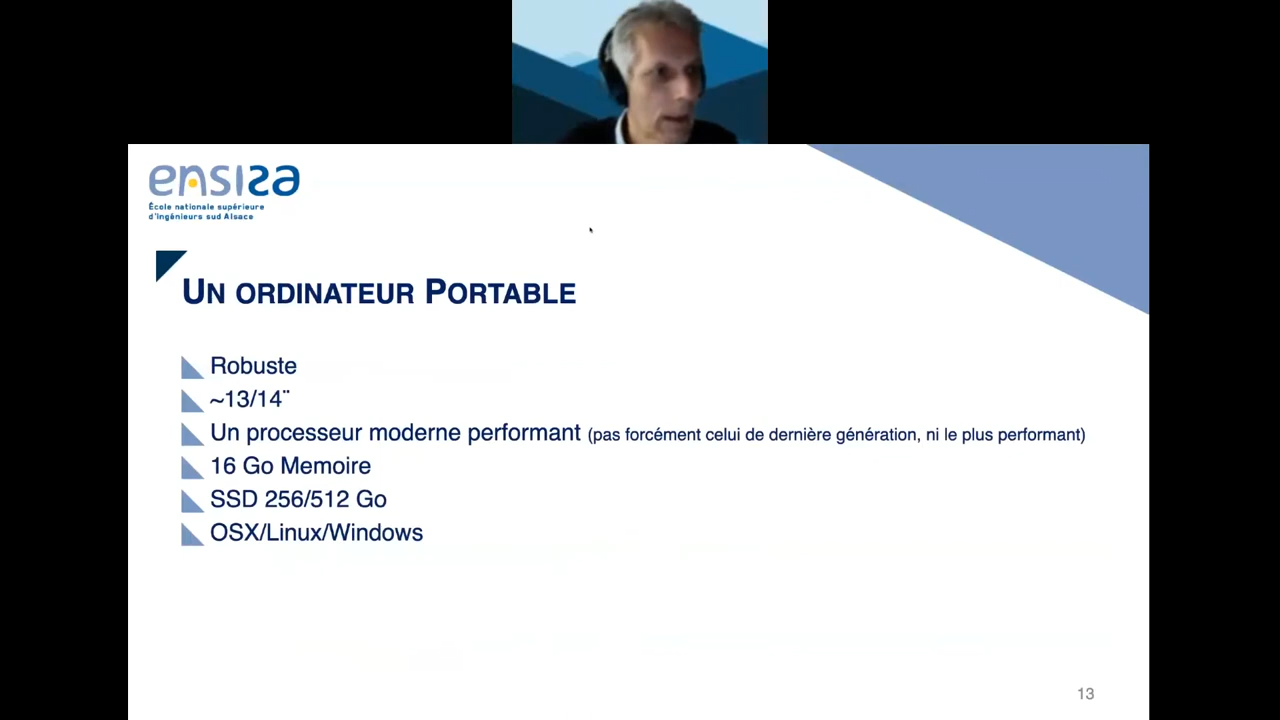 ensisa
École nationale supérieure
d'ingénieurs sud Alsace
UN ORDINATEUR PORTABLE
Robuste
~13/14¨
Un processeur moderne performant (pas forcément celui de dernière génération, ni le plus performant)
16 Go Memoire
SSD 256/512 Go
OSX/Linux/Windows
13